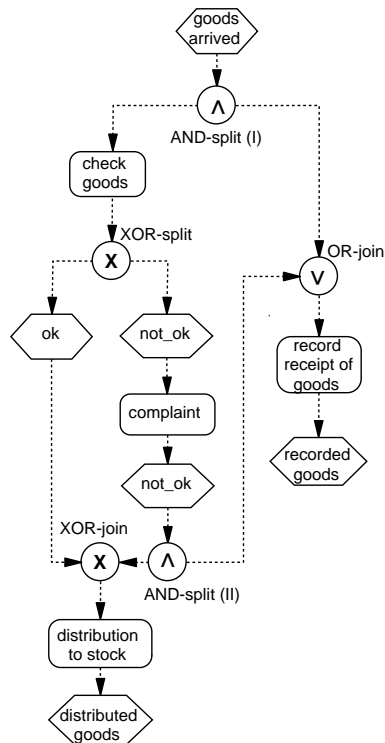 goods
arrived
∧
AND-split (I)
check
goods
XOR-split
OR-join
X
V
ok
not_ok
record
receipt of
goods
complaint
not_ok
recorded
goods
XOR-join
X
∧
AND-split (II)
distribution
to stock
distributed
goods